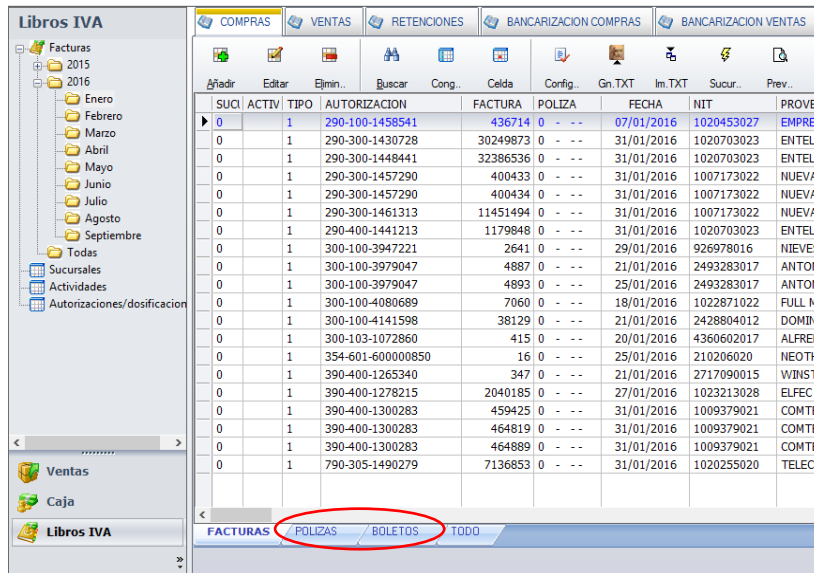 Libros IVA
Facturas
2015
2016
Enero
Febrero
Marzo
Abril
Mayo
Junio
Julio
Agosto
Septiembre
Todas
Sucursales
Actividades
Autorizaciones/dosificacion
Ventas
Caja
Libros IVA
COMPRAS VENTAS RETENCIONES BANCARIZACION COMPRAS BANCARIZACION VENTAS
Añadir Editar Elimin.. Buscar Cong.. Celda Config.. Gn.TXT Im.TXT Sucur.. Prev..
SUCI ACTIV TIPO AUTORIZACION FACTURA POLIZA FECHA NIT PROVE
0 1 290-100-1458541 436714 0 - - - 07/01/2016 1020453027 EMPRE
0 1 290-300-1430728 30249873 0 - - - 31/01/2016 1020703023 ENTEL
0 1 290-300-1448441 32386536 0 - - - 31/01/2016 1020703023 ENTEL
0 1 290-300-1457290 400433 0 - - - 31/01/2016 1007173022 NUEVA
0 1 290-300-1457290 400434 0 - - - 31/01/2016 1007173022 NUEVA
0 1 290-300-1461313 11451494 0 - - - 31/01/2016 1007173022 NUEVA
0 1 290-400-1441213 1179848 0 - - - 31/01/2016 1020703023 ENTEL
0 1 300-100-3947221 2641 0 - - - 29/01/2016 926978016 NIEVE
0 1 300-100-3979047 4887 0 - - - 21/01/2016 2493283017 ANTON
0 1 300-100-3979047 4893 0 - - - 25/01/2016 2493283017 ANTON
0 1 300-100-4080689 7060 0 - - - 18/01/2016 1022871022 FULL M
0 1 300-100-4141598 38129 0 - - - 21/01/2016 2428804012 DOMIN
0 1 300-103-1072860 415 0 - - - 20/01/2016 4360602017 ALFRE
0 1 354-601-600000850 16 0 - - - 25/01/2016 210206020 NEOTH
0 1 390-400-1265340 347 0 - - - 21/01/2016 2717090015 WINST
0 1 390-400-1278215 2040185 0 - - - 27/01/2016 1023213028 ELFEC
0 1 390-400-1300283 459425 0 - - - 31/01/2016 1009379021 COMTE
0 1 390-400-1300283 464819 0 - - - 31/01/2016 1009379021 COMTE
0 1 390-400-1300283 464889 0 - - - 31/01/2016 1009379021 COMTE
0 1 790-305-1490279 7136853 0 - - - 31/01/2016 1020255020 TELEC
FACTURAS POLIZAS BOLETOS TODO